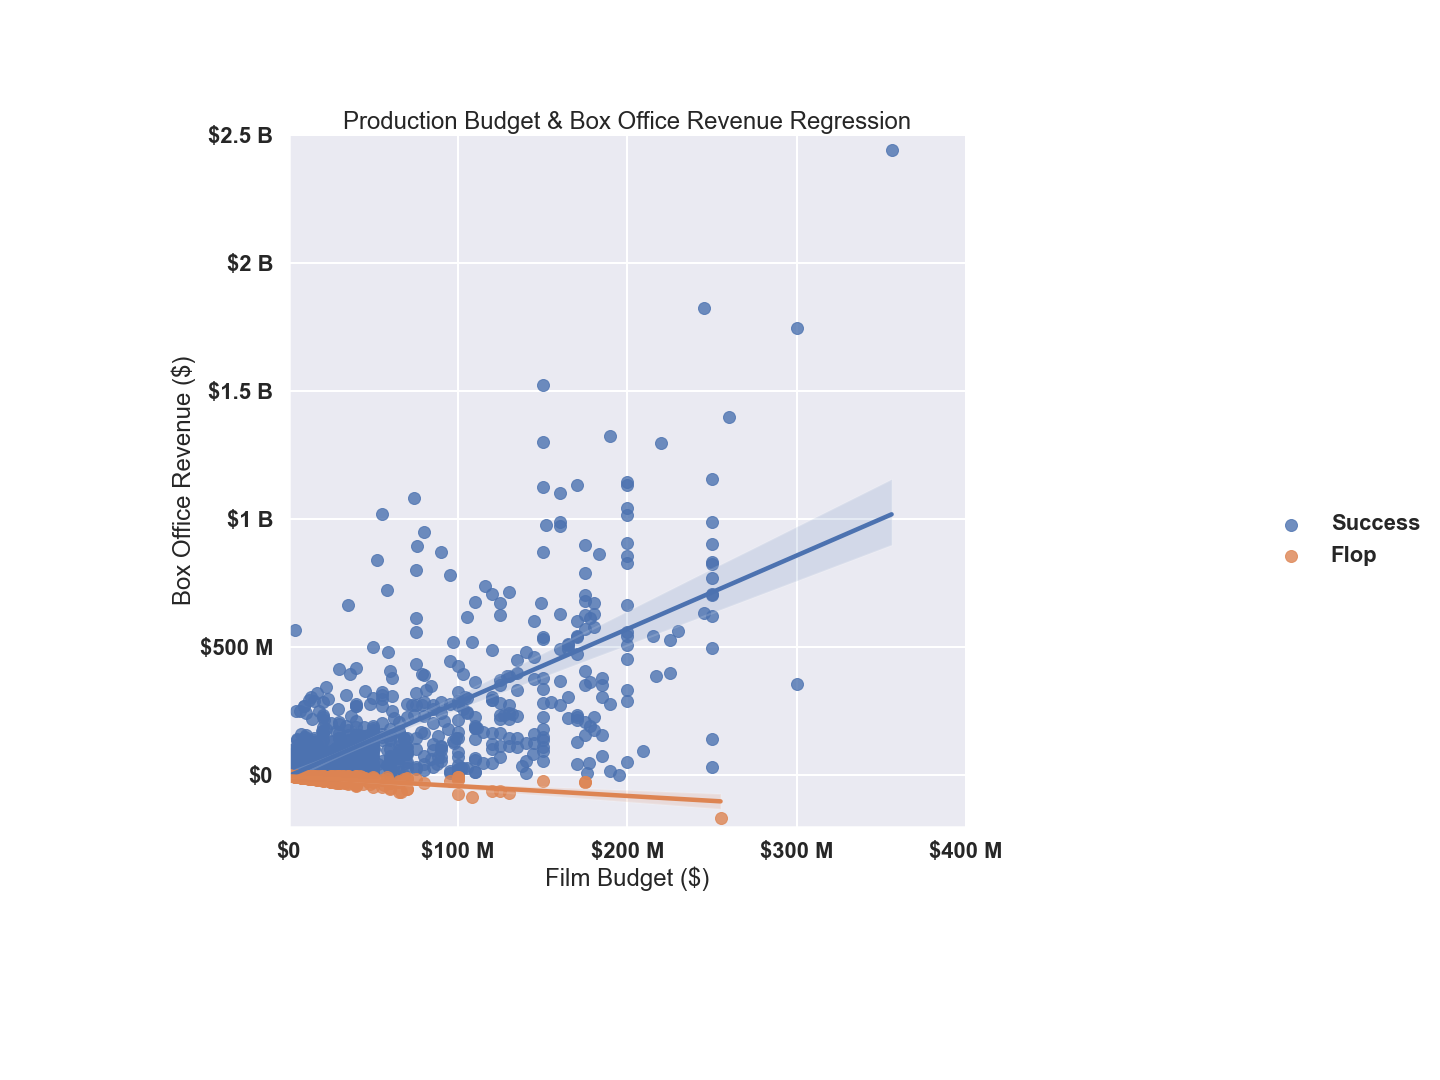 Production Budget & Box Office Revenue Regression
$2.5 B
$2 B
$1.5 B
$1 B
$500 M
$0
Box Office Revenue ($)
$0
$100 M
$200 M
$300 M
$400 M
Film Budget ($)
Success
Flop